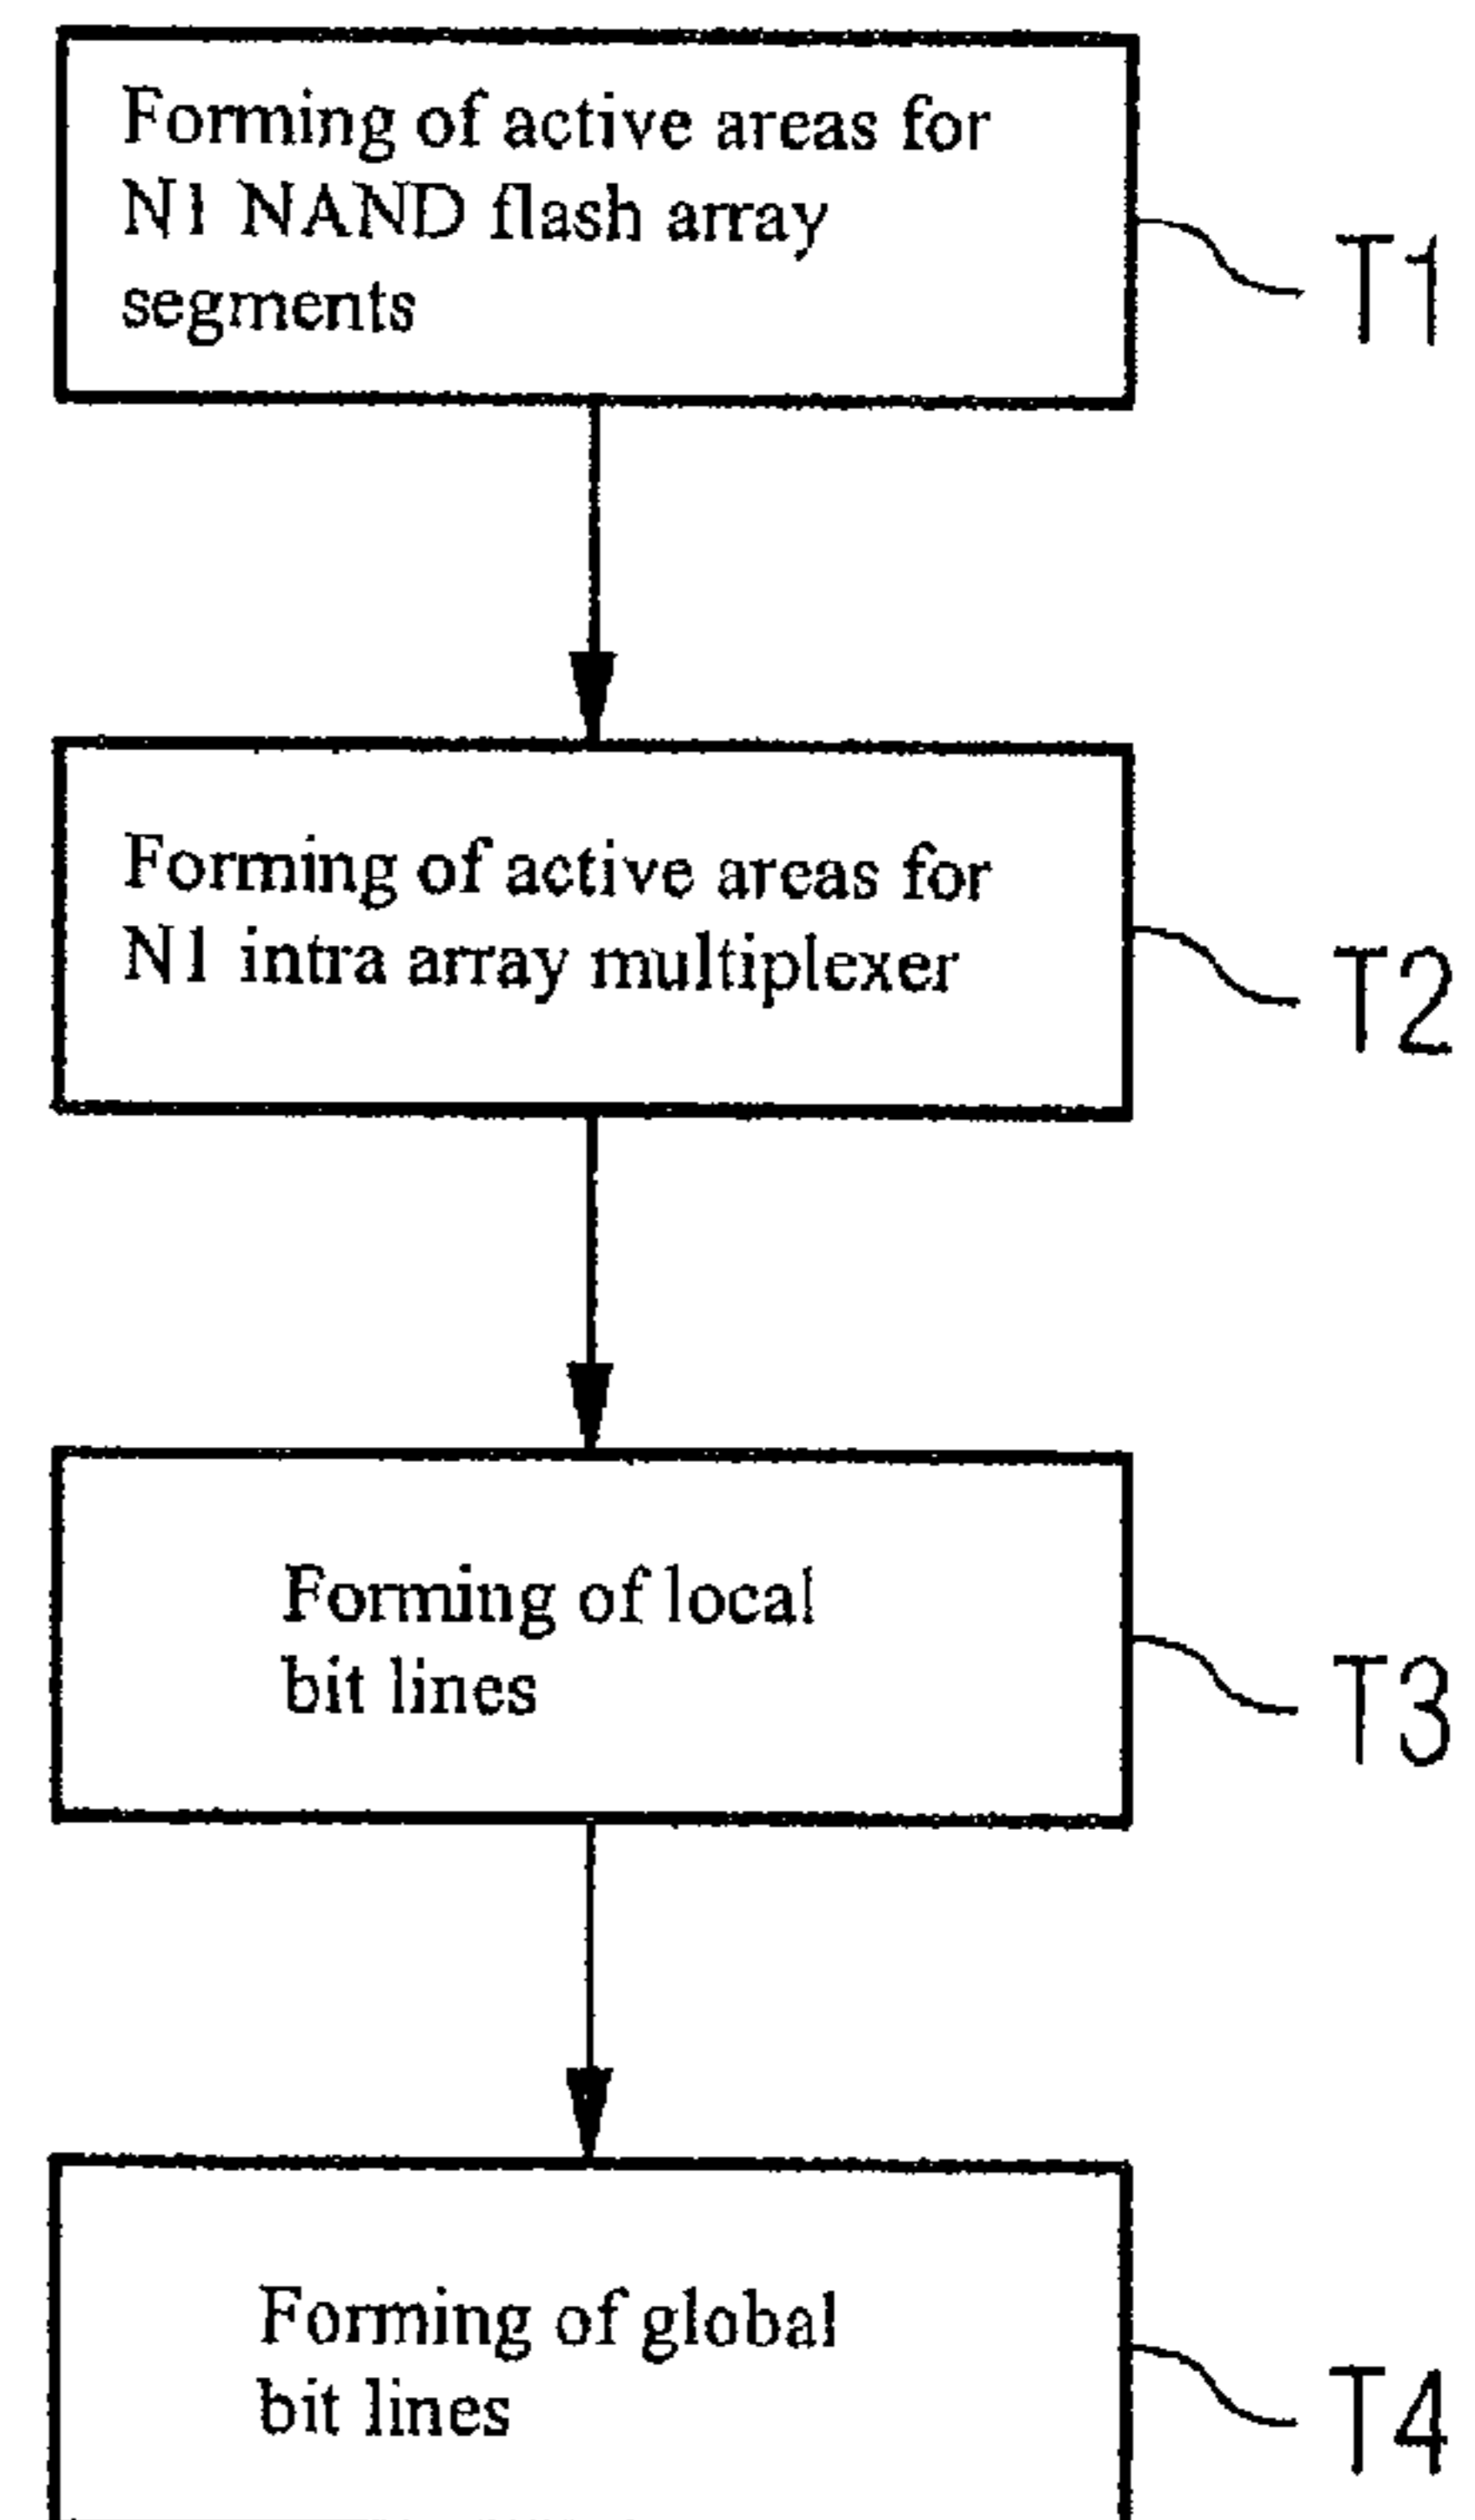 Forming of active areas for
N1 NAND flash array
segments
T1
Forming of active areas for
N1 intra array multiplexer
T2
Forming of local
bit lines
T3
Forming of global
bit lines
T4